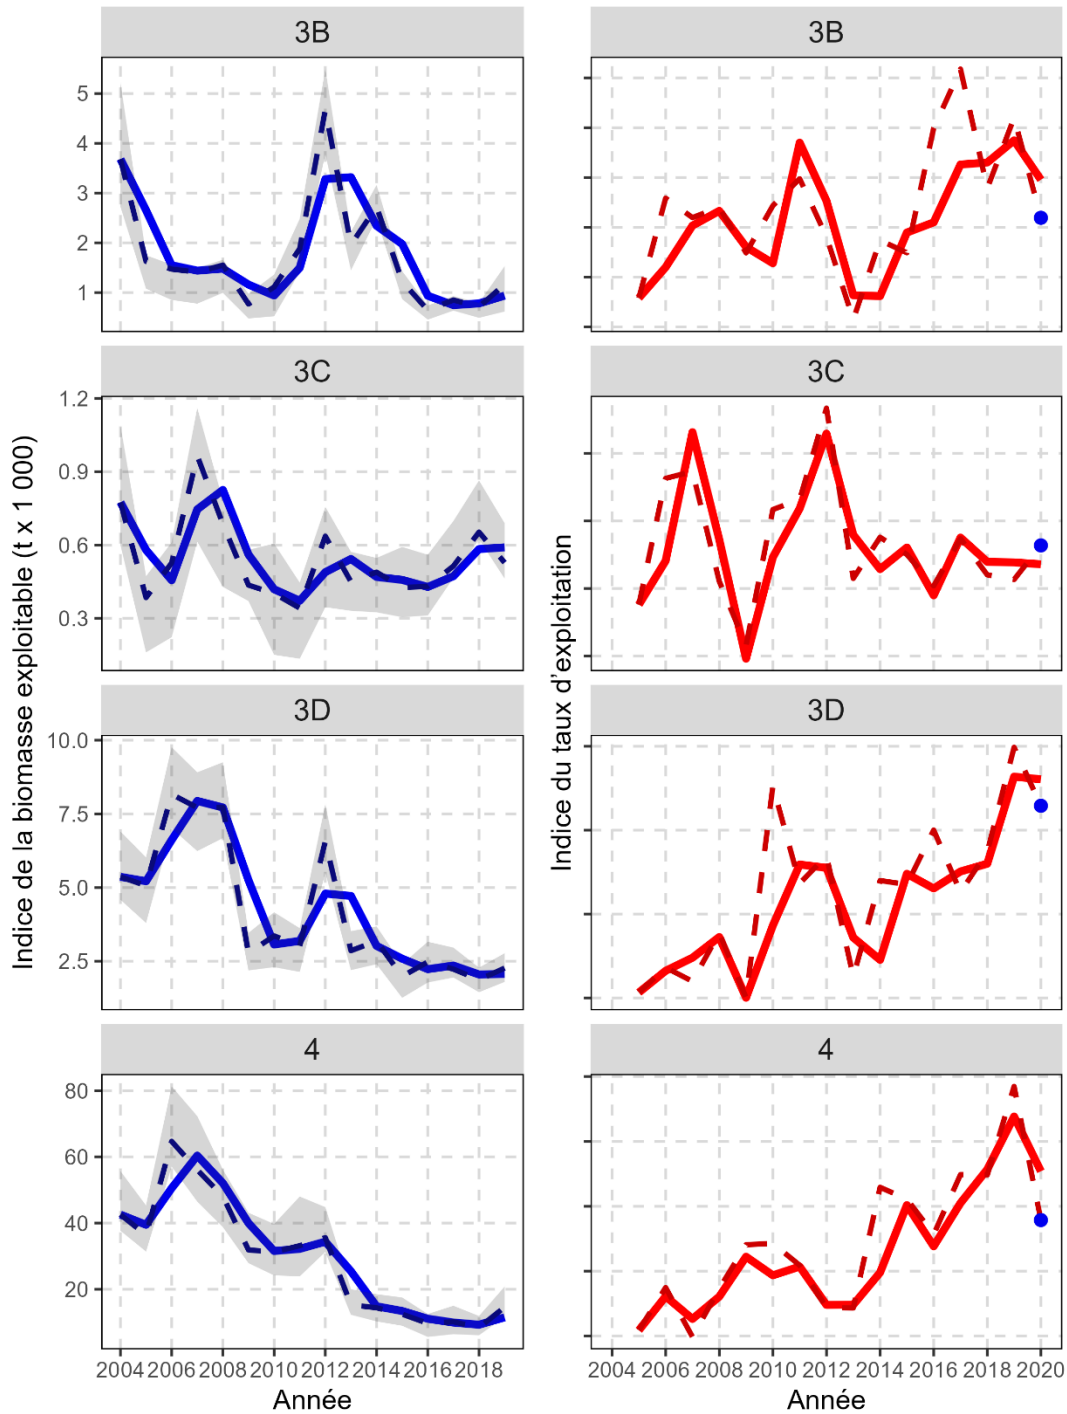 3B
3B
5
4
3
2
1
3C
3C
1.2
0.9
0.6
0.3
Indice de la biomasse exploitable (t x 1 000)
Indice du taux d'exploitation
3D
3D
10.0
7.5
5.0
2.5
4
4
80
60
40
20
2004 2006 2008 2010 2012 2014 2016 2018
2004 2006 2008 2010 2012 2014 2016 2018 2020
Année
Année